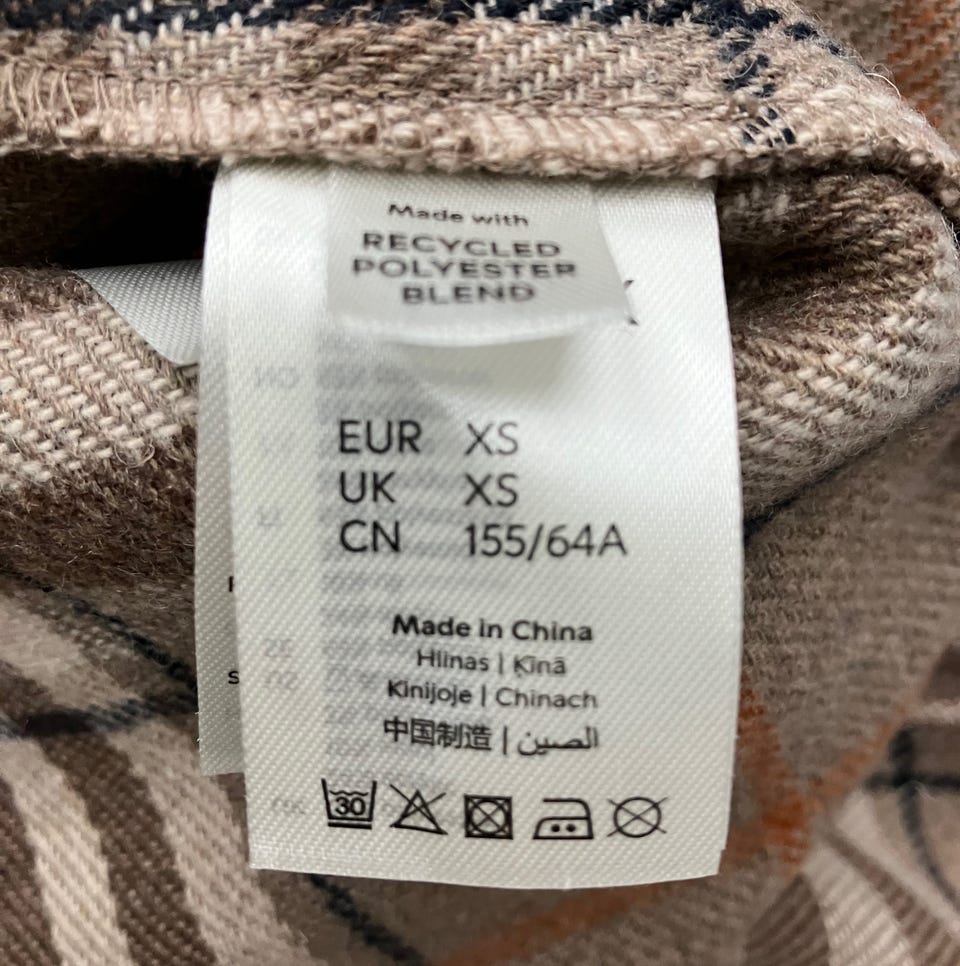 Made with
RECYCLED
POLYESTER
BLEND
EUR XS
UK XS
CN 155/64A
Made in China
Hiinas | Ķīnā
Kinijoje | Chinach
中国制造 | الصين
30